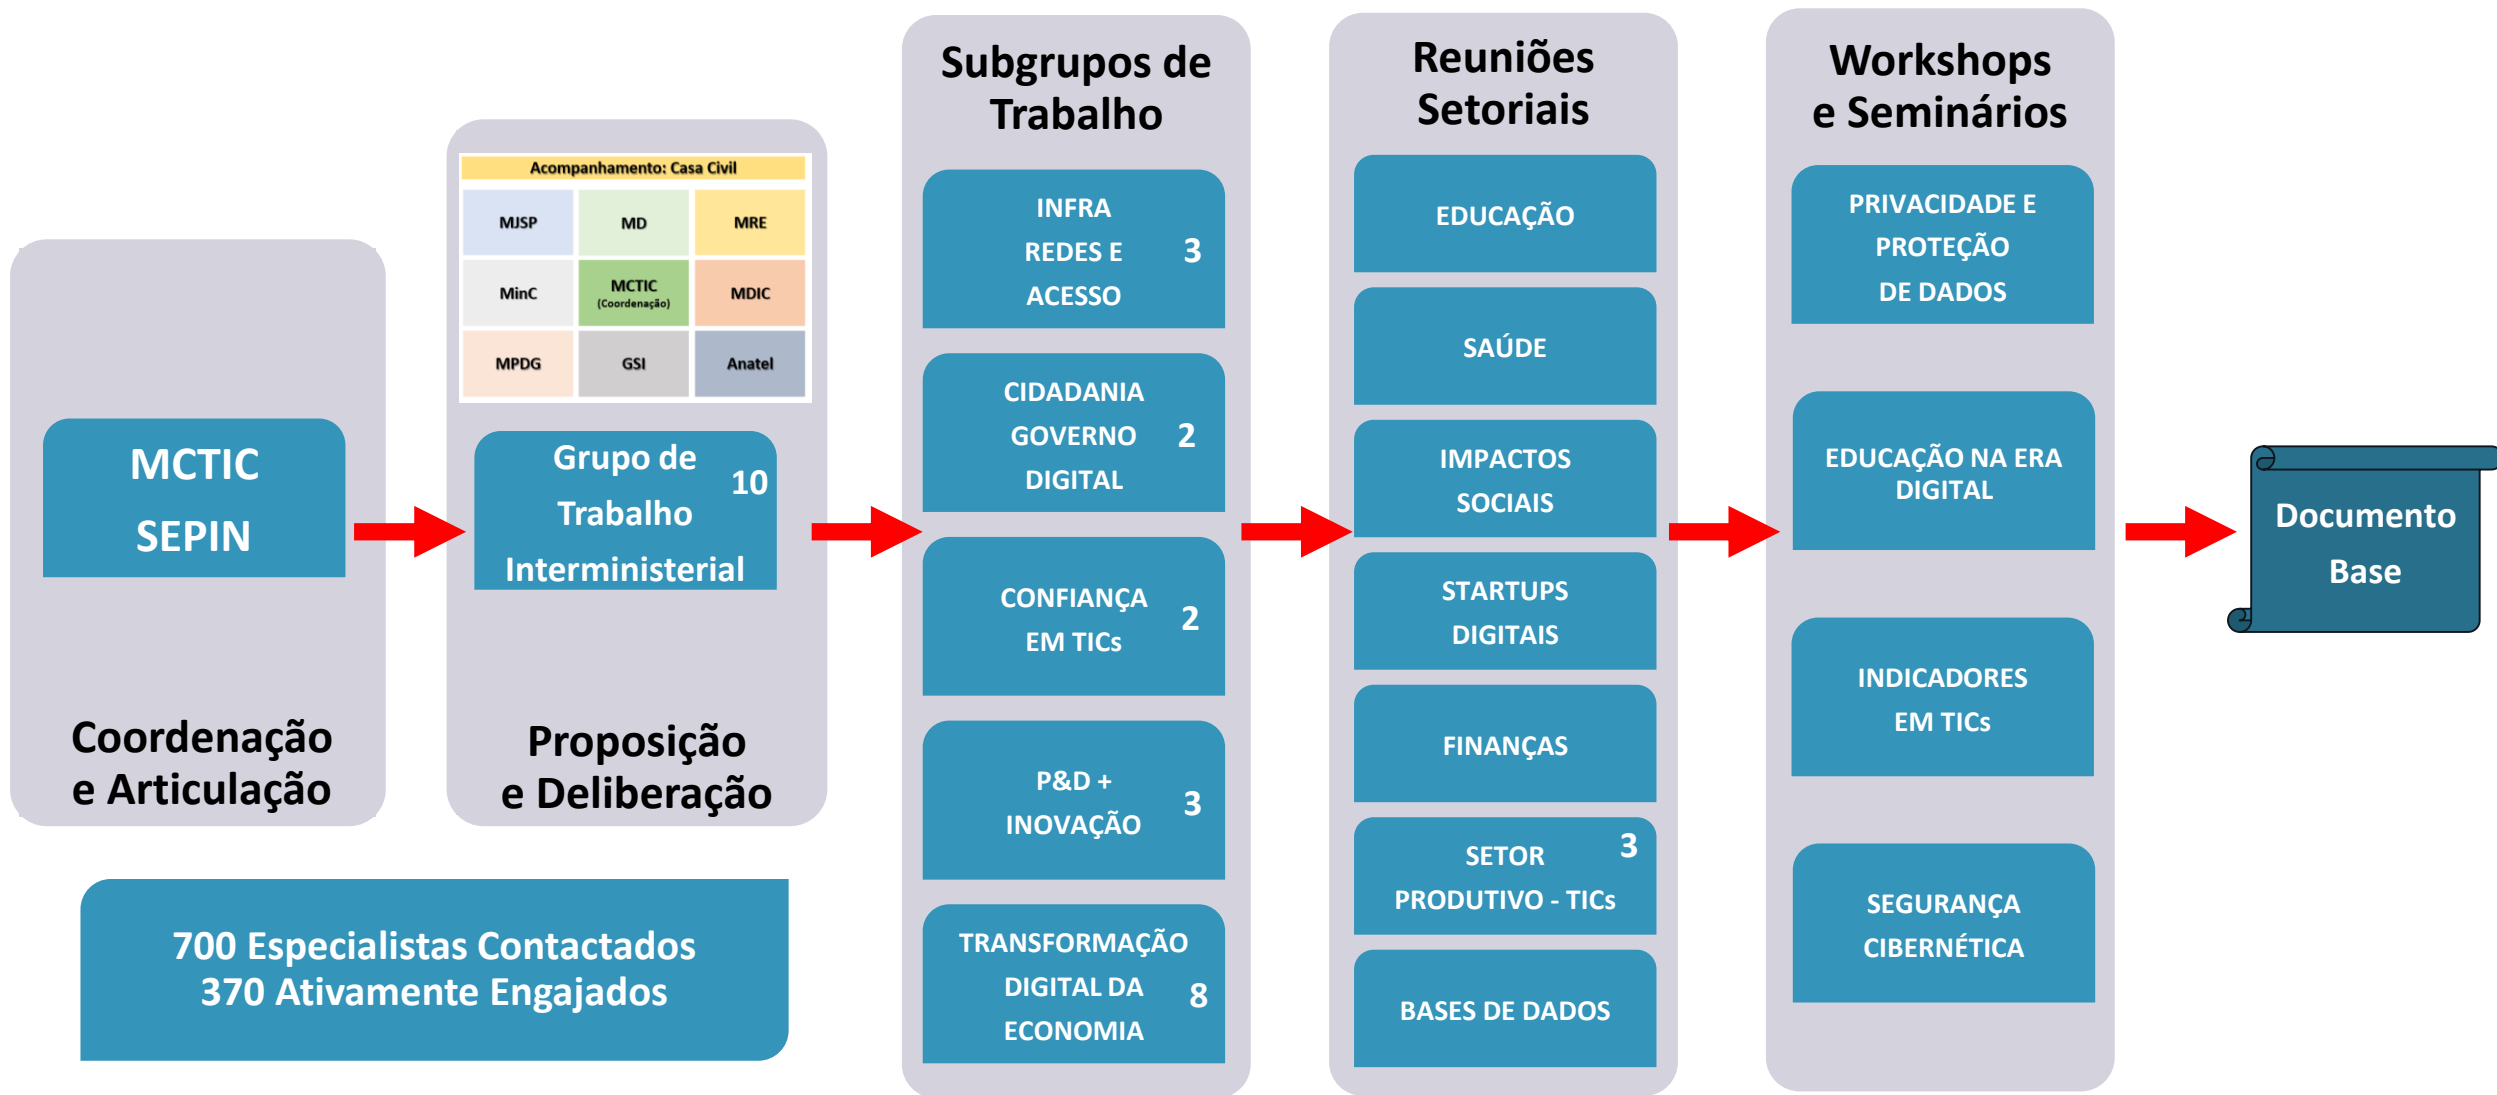 MCTIC
SEPIN
Coordenação
e Articulação
Acompanhamento: Casa Civil
MJSP
MD
MRE
MinC
MCTIC
(Coordenação)
MDIC
MPDG
GSI
Anatel
Grupo de
Trabalho
Interministerial
10
Proposição
e Deliberação
700 Especialistas Contactados
370 Ativamente Engajados
Subgrupos de
Trabalho
INFRA
REDES E
ACESSO
3
CIDADANIA
GOVERNO
DIGITAL
2
CONFIANÇA
EM TICs
2
P&D +
INOVAÇÃO
3
TRANSFORMAÇÃO
DIGITAL DA
ECONOMIA
8
Reuniões
Setoriais
EDUCAÇÃO
SAÚDE
IMPACTOS
SOCIAIS
STARTUPS
DIGITAIS
FINANÇAS
SETOR
PRODUTIVO - TICs
3
BASES DE DADOS
Workshops
e Seminários
PRIVACIDADE E
PROTEÇÃO
DE DADOS
EDUCAÇÃO NA ERA
DIGITAL
INDICADORES
EM TICs
SEGURANÇA
CIBERNÉTICA
Documento
Base